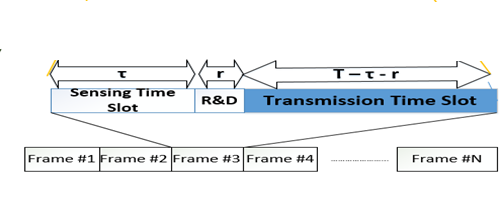 τ r T – τ - r
Sensing Time Slot R&D Transmission Time Slot
Frame #1 Frame #2 Frame #3 Frame #4 ........................ Frame #N